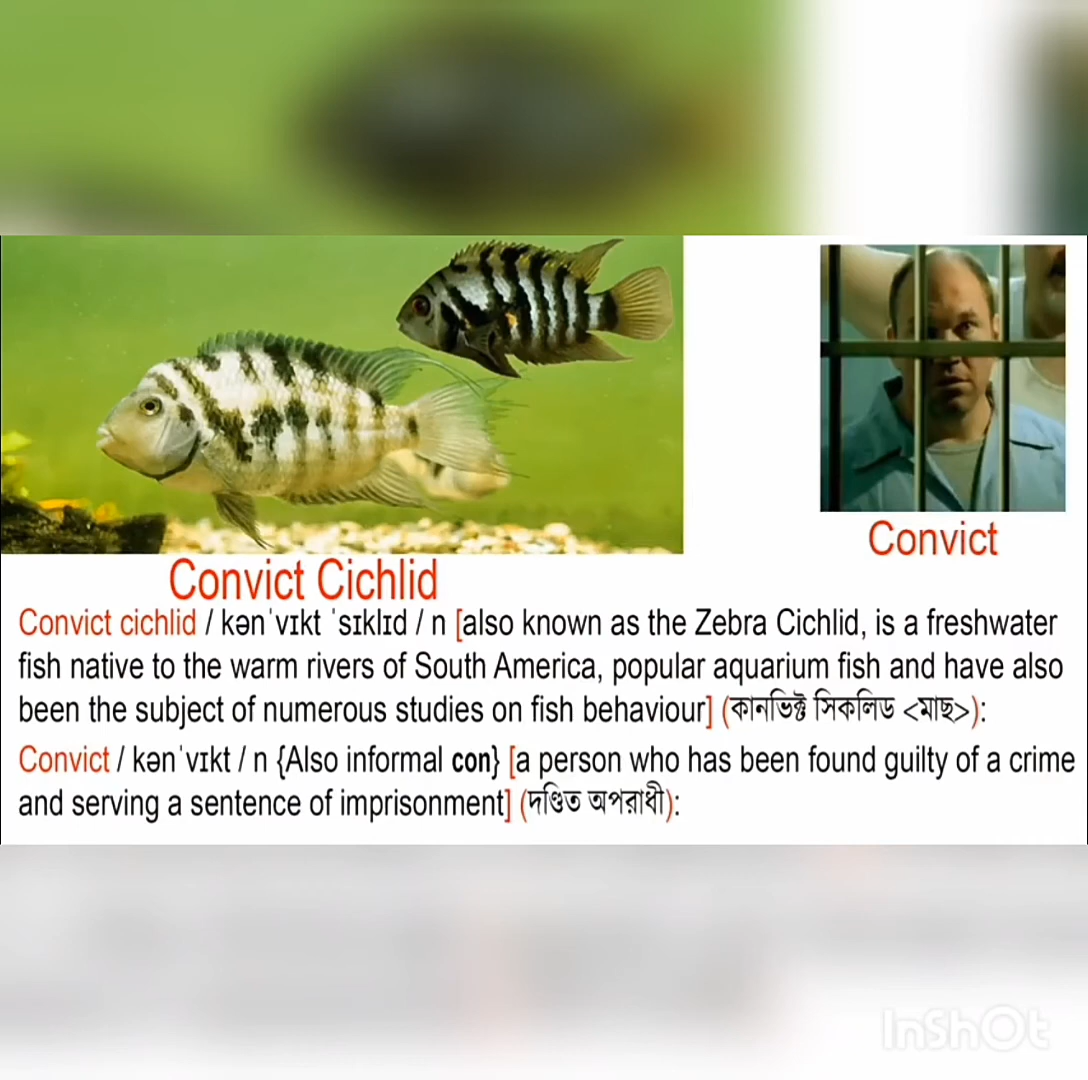 Convict
Convict Cichlid
Convict cichlid / kənˈvɪkt ˈsɪklɪd / n [also known as the Zebra Cichlid, is a freshwater
fish native to the warm rivers of South America, popular aquarium fish and have also
been the subject of numerous studies on fish behaviour] (কানভিক্ট সিকলিড <মাছ>):
Convict / kənˈvɪkt / n {Also informal con} [a person who has been found guilty of a crime
and serving a sentence of imprisonment] (দণ্ডিত অপরাধী):
InShOt